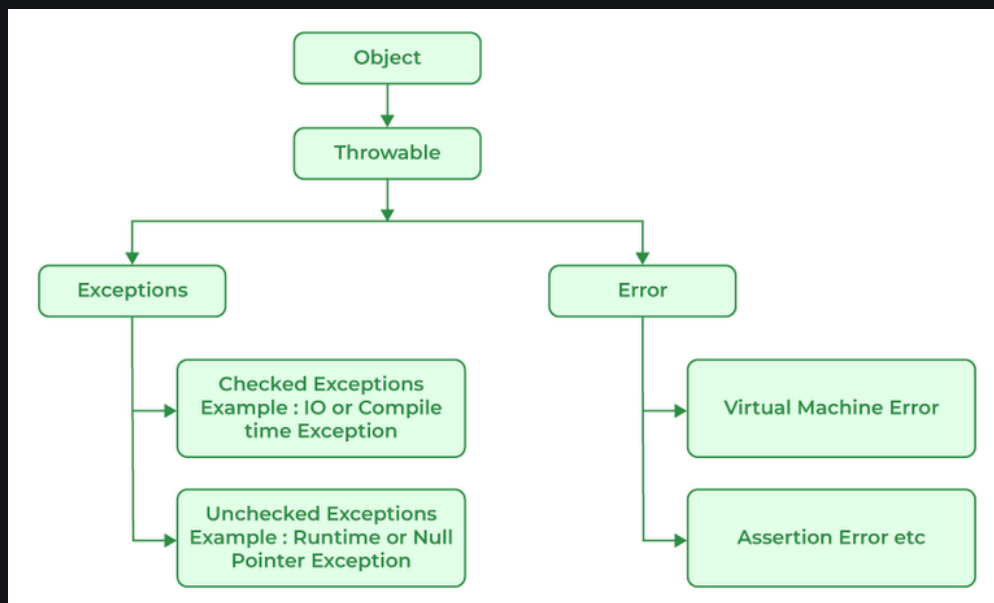 Object
Throwable
Exceptions
Error
Checked Exceptions
Example : IO or Compile
time Exception
Virtual Machine Error
Unchecked Exceptions
Example : Runtime or Null
Pointer Exception
Assertion Error etc